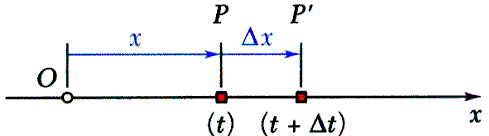 P P′
x Δx
O
x
(t) (t + Δt)